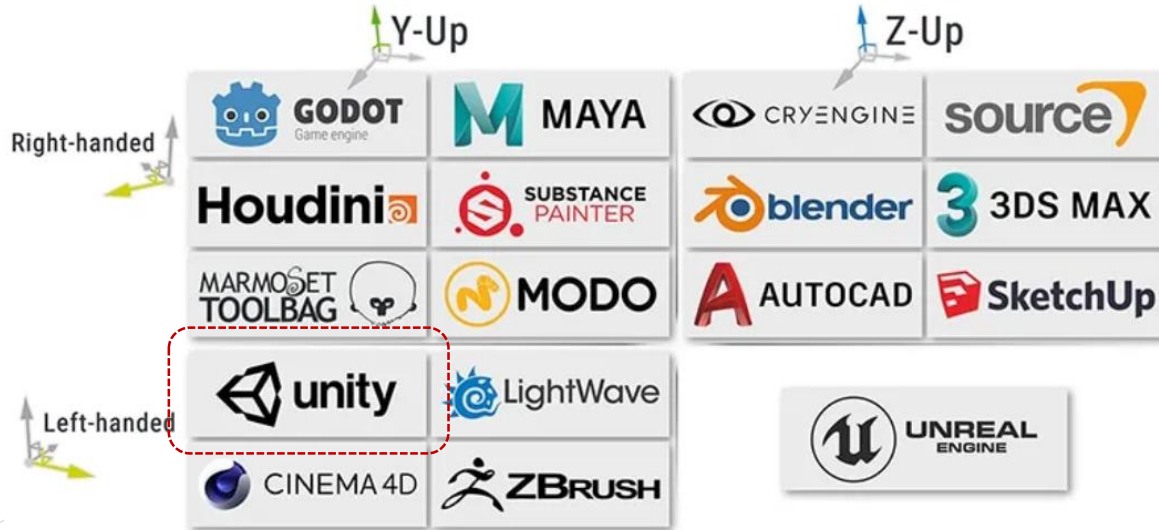 Y-Up
Z-Up
Right-handed
GODOT
Game engine
MAYA
CRYENGINE
source
Houdini
SUBSTANCE
PAINTER
blender
3DS MAX
MARMOSET
TOOLBAG
MODO
AUTOCAD
SketchUp
Left-handed
unity
LightWave
UNREAL
ENGINE
CINEMA 4D
ZBRUSH